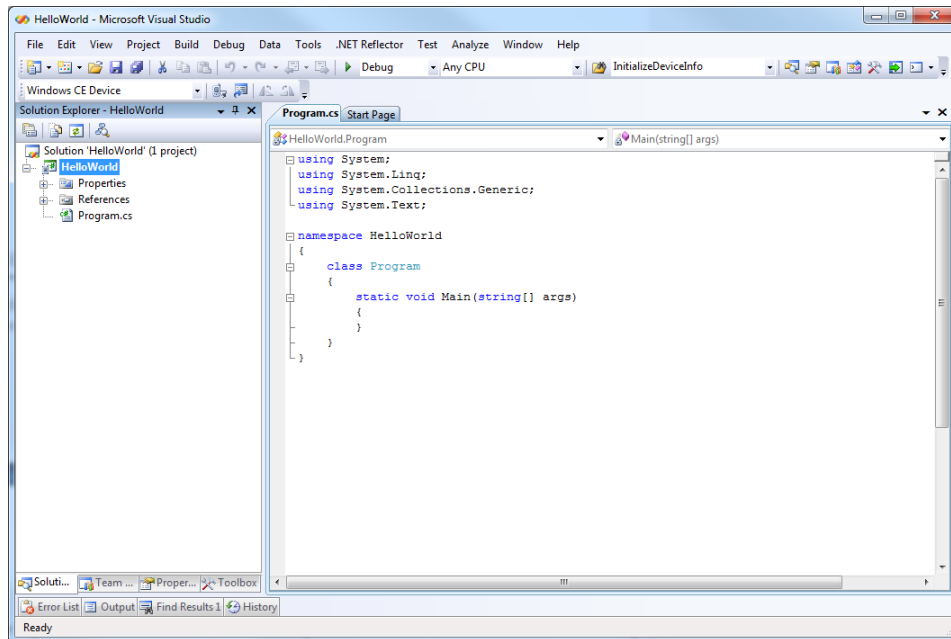 HelloWorld - Microsoft Visual Studio
File Edit View Project Build Debug Data Tools .NET Reflector Test Analyze Window Help
Debug Any CPU InitializeDeviceInfo
Windows CE Device
Solution Explorer - HelloWorld
Program.cs Start Page
HelloWorld.Program Main(string[] args)
Solution 'HelloWorld' (1 project)
HelloWorld
Properties
References
Program.cs
using System;
using System.Linq;
using System.Collections.Generic;
using System.Text;
namespace HelloWorld
{
class Program
{
static void Main(string[] args)
{
}
}
}
Soluti... Team ... Proper... Toolbox
Error List Output Find Results 1 History
Ready